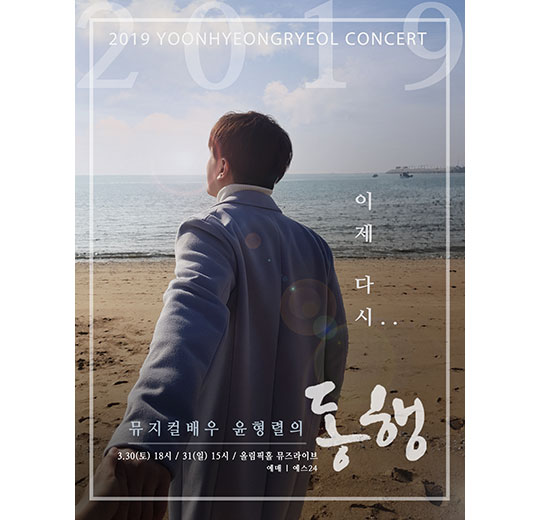 2019
2019 YOONHYEONGRYEOL CONCERT
이제 다시..
뮤지컬배우 윤형렬의
동행
3.30(토) 18시 / 31(일) 15시 / 올림픽홀 뮤즈라이브
예매 | 예스24